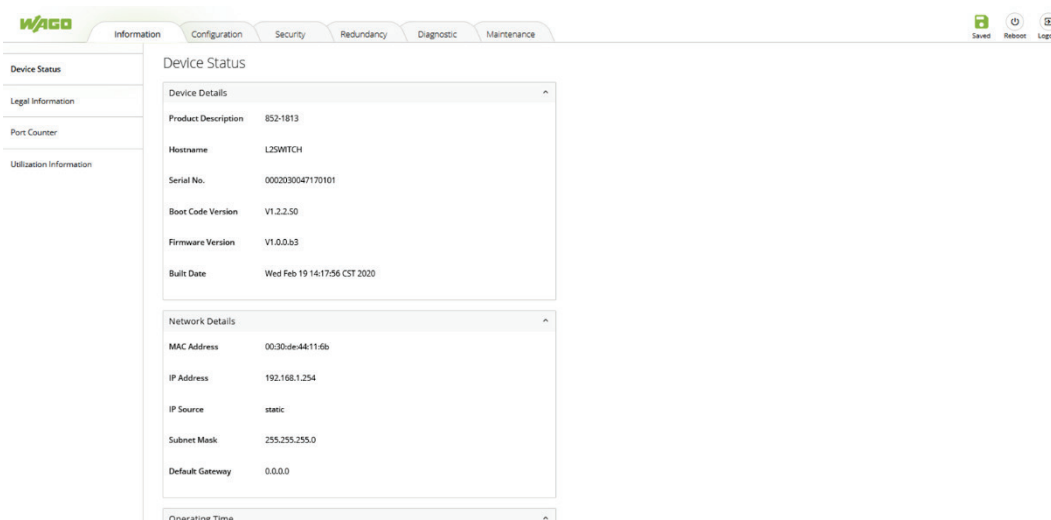 WAGO
Information Configuration Security Redundancy Diagnostic Maintenance
Saved Reboot
Device Status
Legal Information
Port Counter
Utilization Information
Device Status
Device Details
Product Description 852-1813
Hostname L2SWITCH
Serial No. 0002030047170101
Boot Code Version V1.2.2.S0
Firmware Version V1.0.0.b3
Built Date Wed Feb 19 14:17:56 CST 2020
Network Details
MAC Address 00:30:de:44:11:6b
IP Address 192.168.1.254
IP Source static
Subnet Mask 255.255.255.0
Default Gateway 0.0.0.0
Operating Time